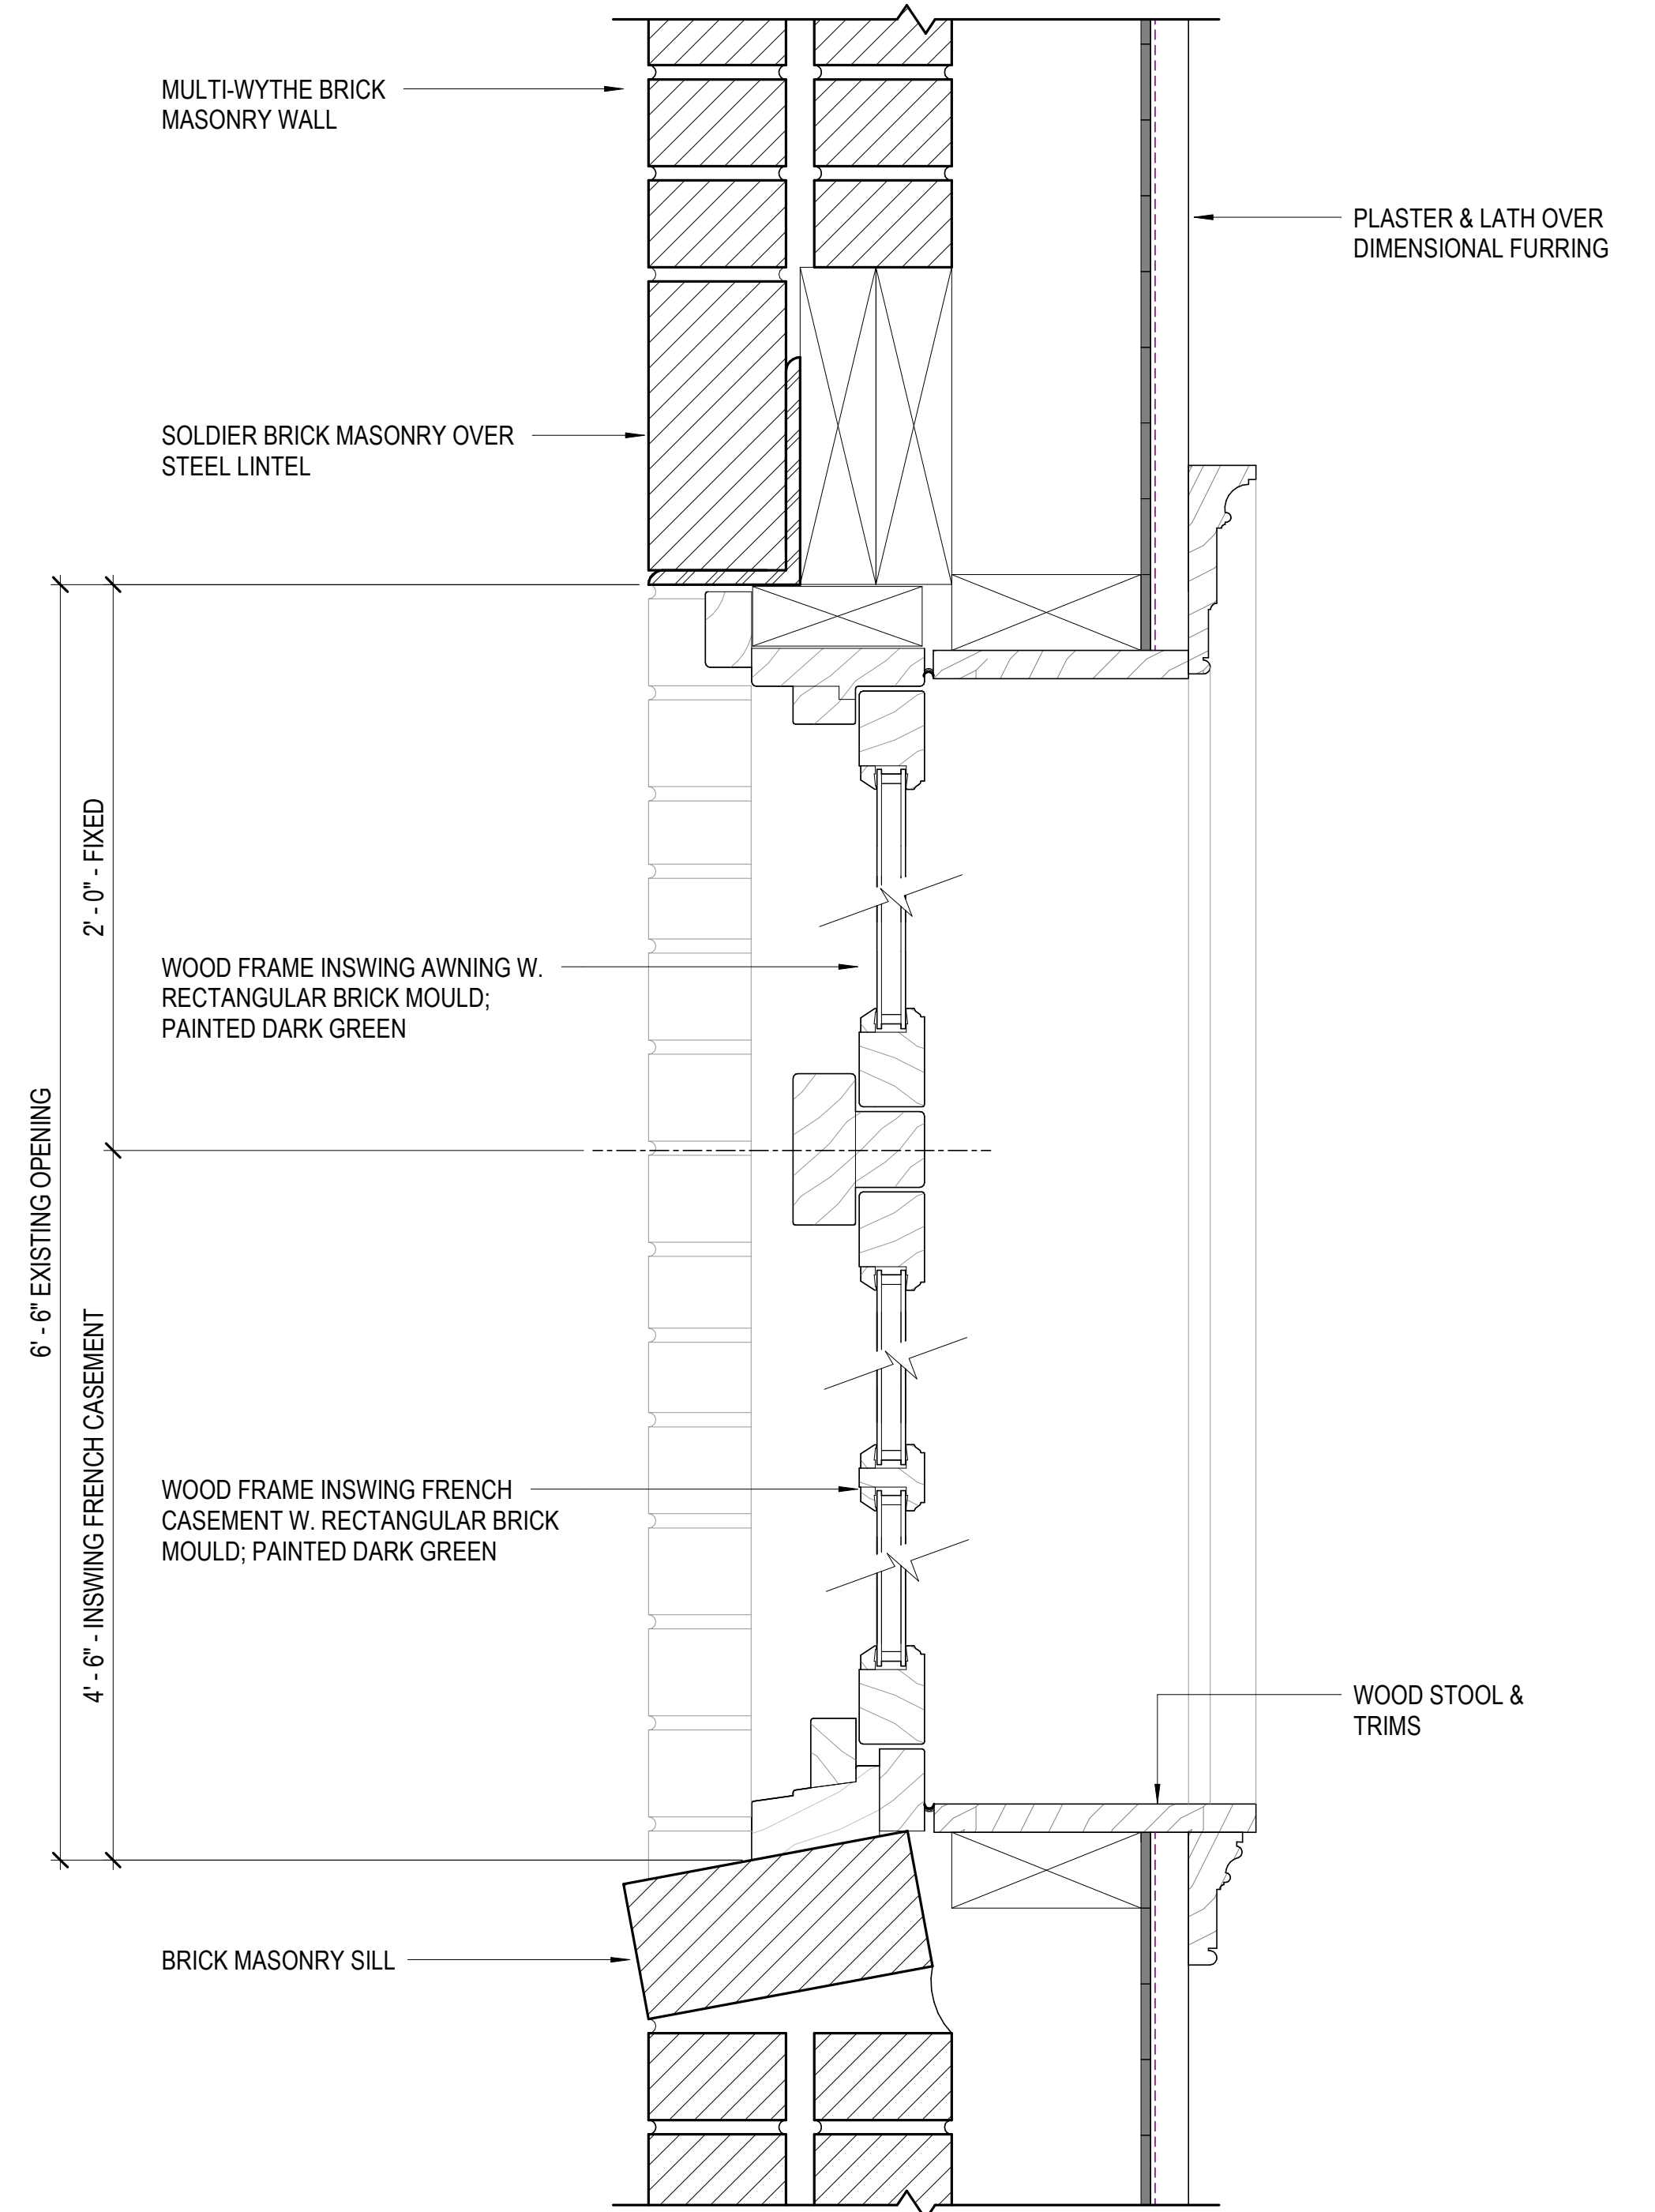 MULTI-WYTHE BRICK
MASONRY WALL
PLASTER & LATH OVER
DIMENSIONAL FURRING
SOLDIER BRICK MASONRY OVER
STEEL LINTEL
2' - 0" - FIXED
WOOD FRAME INSWING AWNING W.
RECTANGULAR BRICK MOULD;
PAINTED DARK GREEN
6' - 6" EXISTING OPENING
4' - 6" - INSWING FRENCH CASEMENT
WOOD FRAME INSWING FRENCH
CASEMENT W. RECTANGULAR BRICK
MOULD; PAINTED DARK GREEN
WOOD STOOL &
TRIMS
BRICK MASONRY SILL